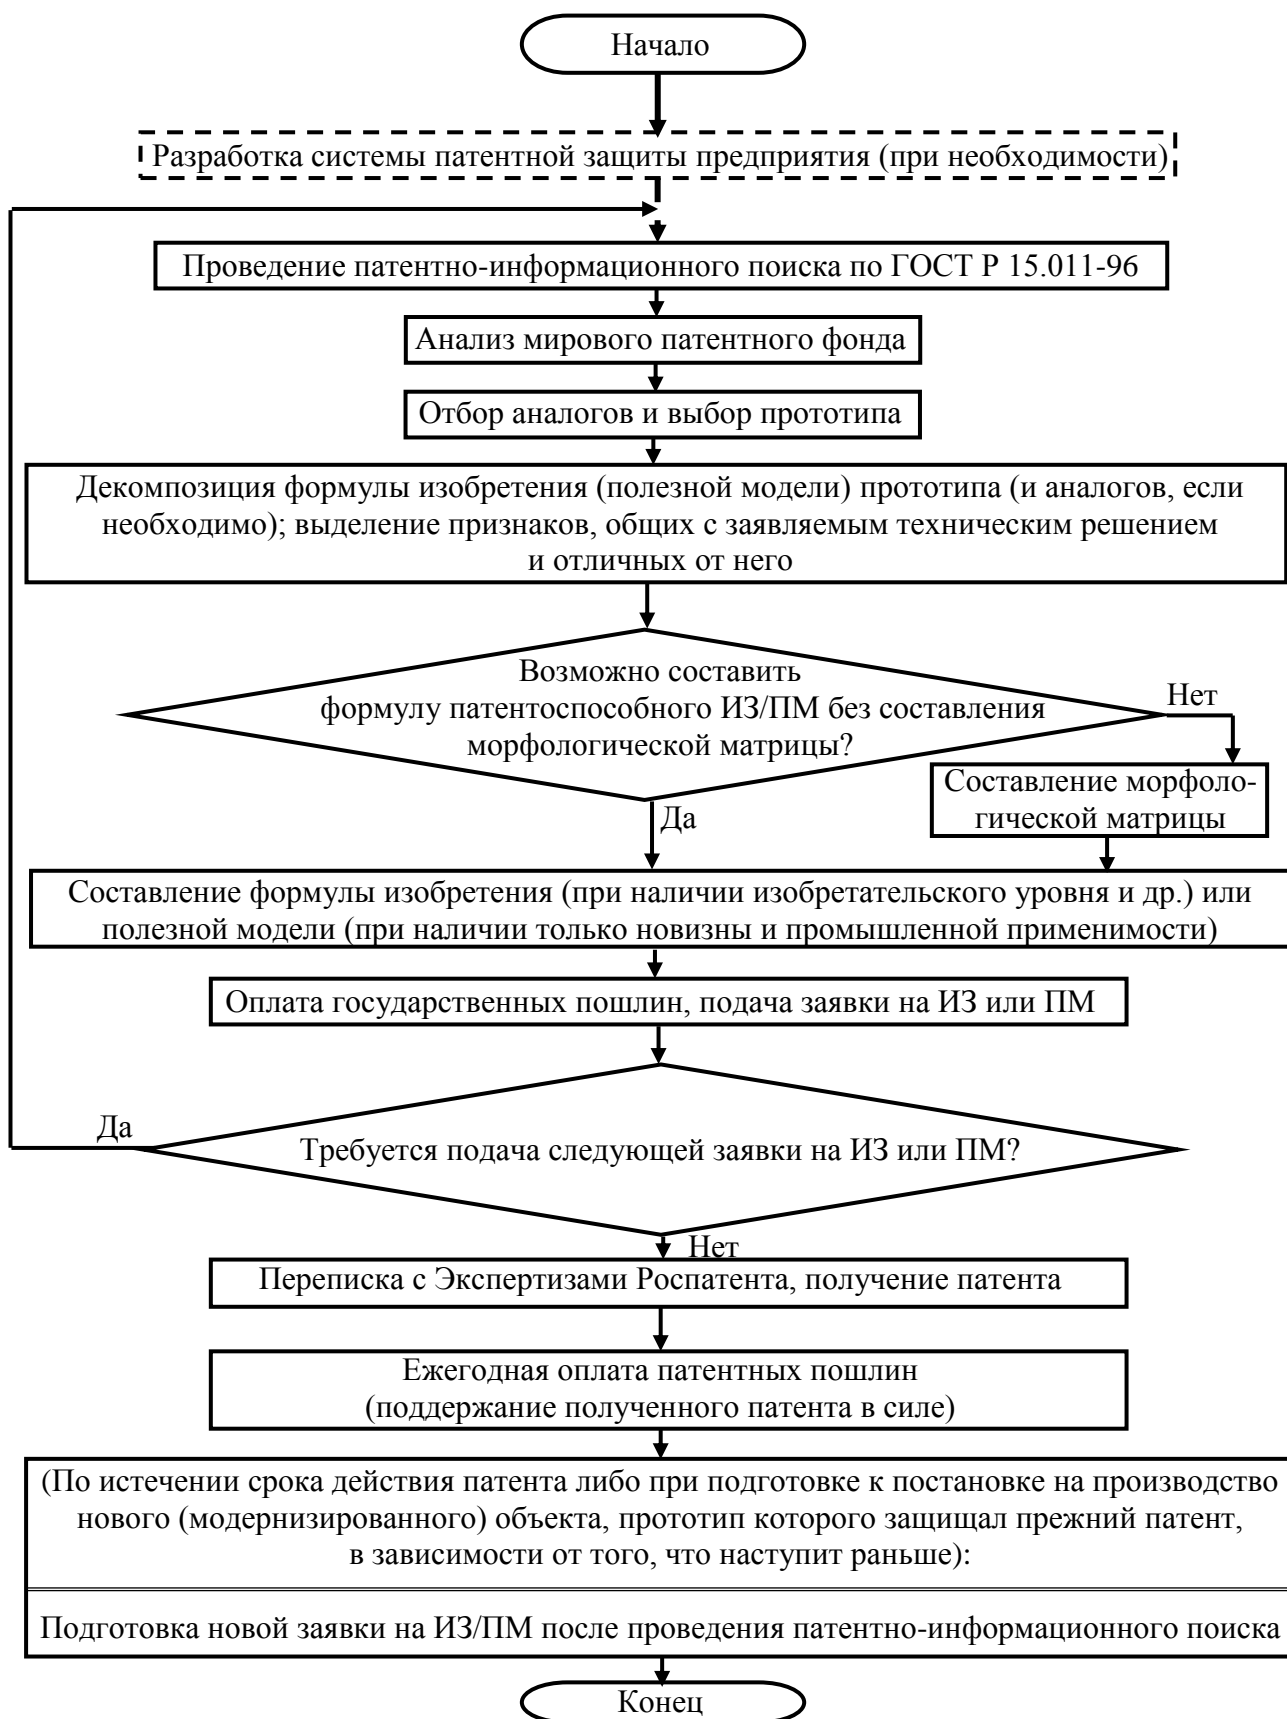 Начало
Разработка системы патентной защиты предприятия (при необходимости)
Проведение патентно-информационного поиска по ГОСТ Р 15.011-96
Анализ мирового патентного фонда
Отбор аналогов и выбор прототипа
Декомпозиция формулы изобретения (полезной модели) прототипа (и аналогов, если
необходимо); выделение признаков, общих с заявляемым техническим решением
и отличных от него
Возможно составить
формулу патентоспособного ИЗ/ПМ без составления
морфологической матрицы?
Нет
Составление морфоло-
гической матрицы
Да
Составление формулы изобретения (при наличии изобретательского уровня и др.) или
полезной модели (при наличии только новизны и промышленной применимости)
Оплата государственных пошлин, подача заявки на ИЗ или ПМ
Да
Требуется подача следующей заявки на ИЗ или ПМ?
Нет
Переписка с Экспертизами Роспатента, получение патента
Ежегодная оплата патентных пошлин
(поддержание полученного патента в силе)
(По истечении срока действия патента либо при подготовке к постановке на производство
нового (модернизированного) объекта, прототип которого защищал прежний патент,
в зависимости от того, что наступит раньше):
Подготовка новой заявки на ИЗ/ПМ после проведения патентно-информационного поиска
Конец